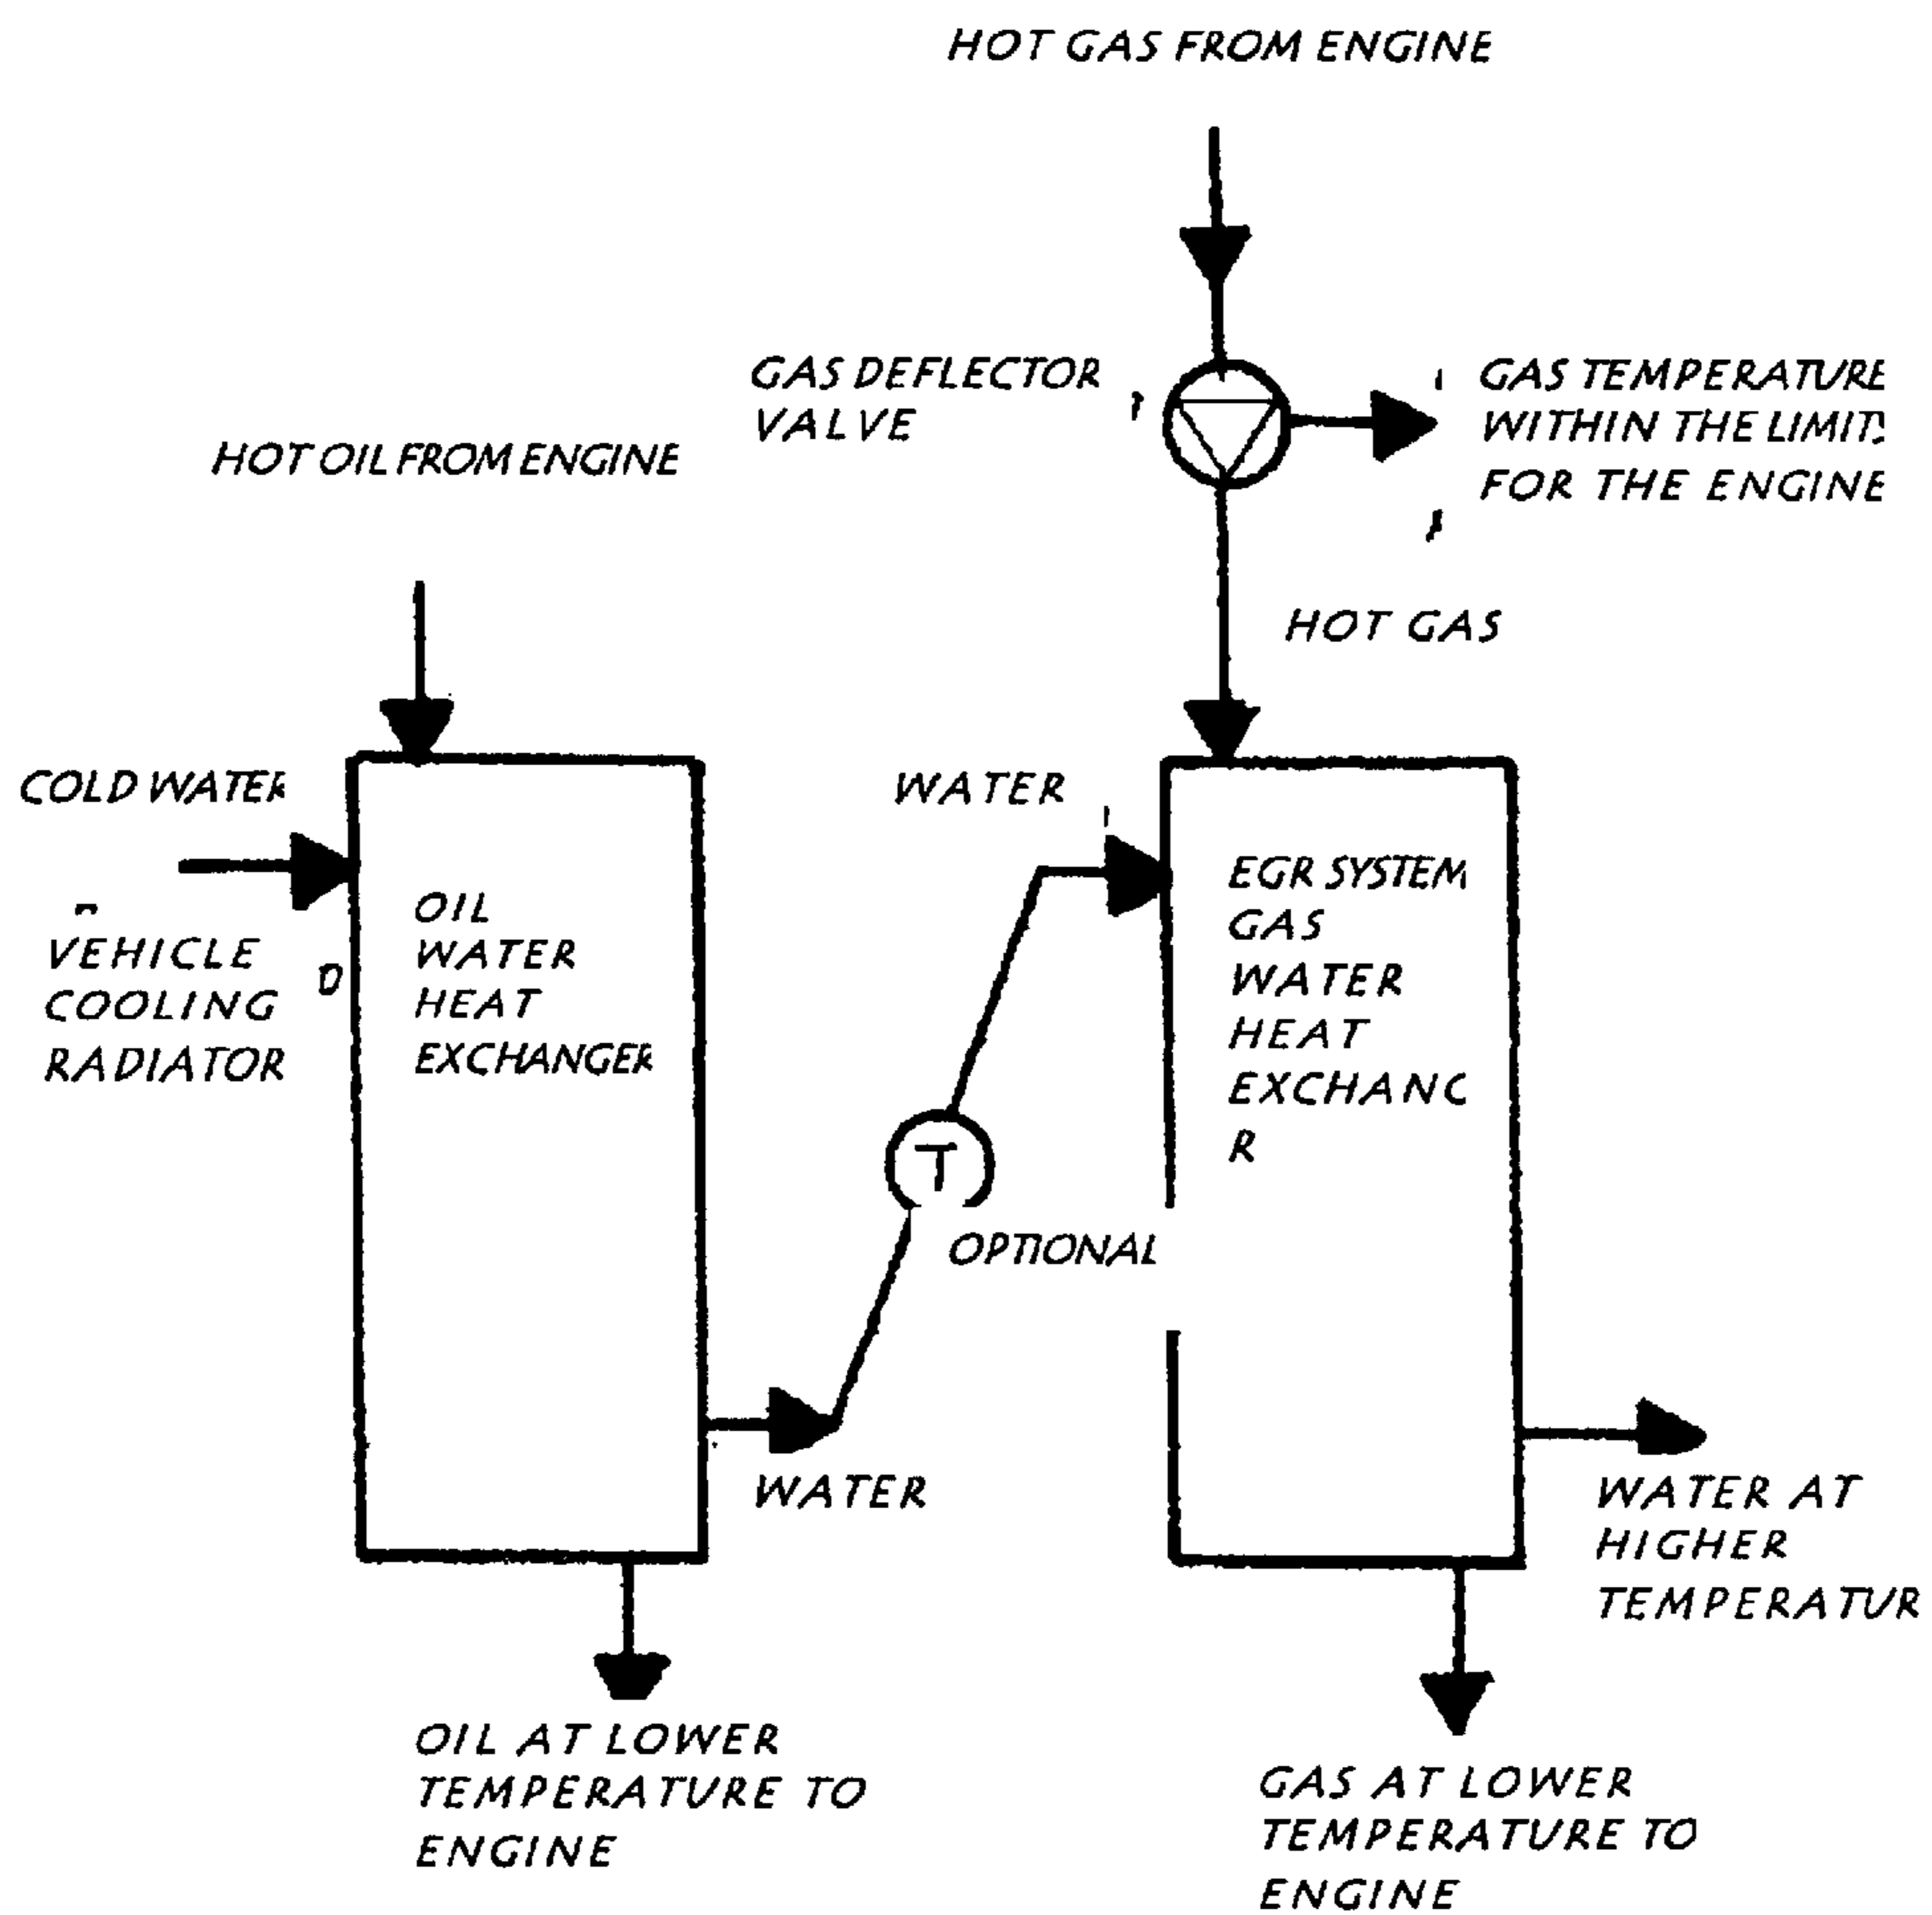 HOT GAS FROM ENGINE
GAS DEFLECTOR
VALVE
GAS TEMPERATURE
WITHIN THE LIMITS
FOR THE ENGINE
HOT OIL FROM ENGINE
HOT GAS
COLD WATER
VEHICLE
COOLING
RADIATOR
OIL
WATER
HEAT
EXCHANGER
WATER
EGR SYSTEM
GAS
WATER
HEAT
EXCHANG
R
T
OPTIONAL
WATER
WATER AT
HIGHER
TEMPERATUR
OIL AT LOWER
TEMPERATURE TO
ENGINE
GAS AT LOWER
TEMPERATURE TO
ENGINE